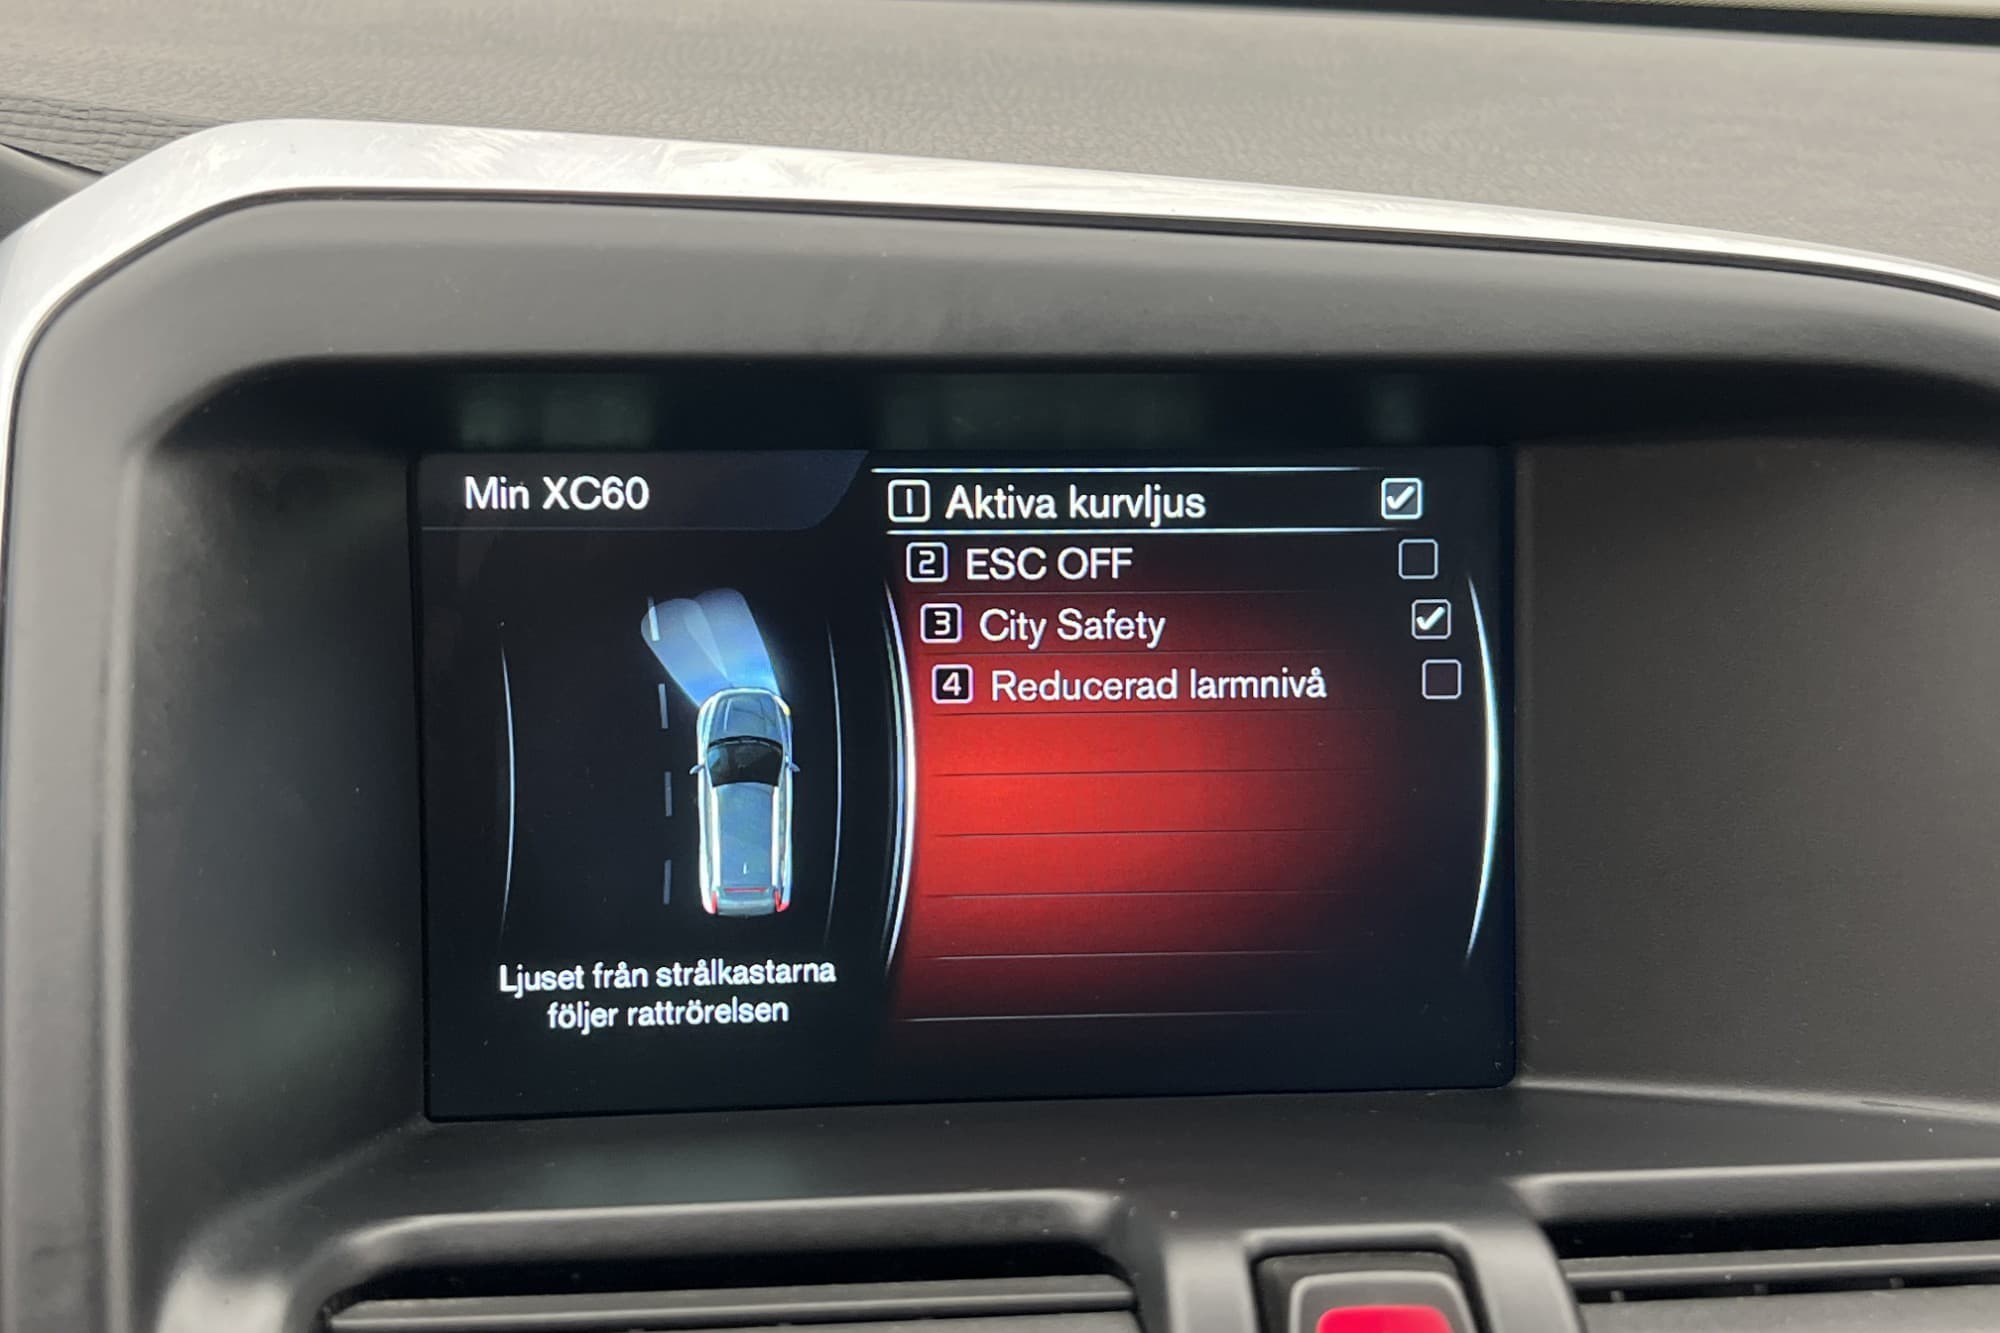 Min XC60
1 Aktiva kurvljus
2 ESC OFF
3 City Safety
4 Reducerad larmnivå
Ljuset från strålkastarna
följer rattrörelsen